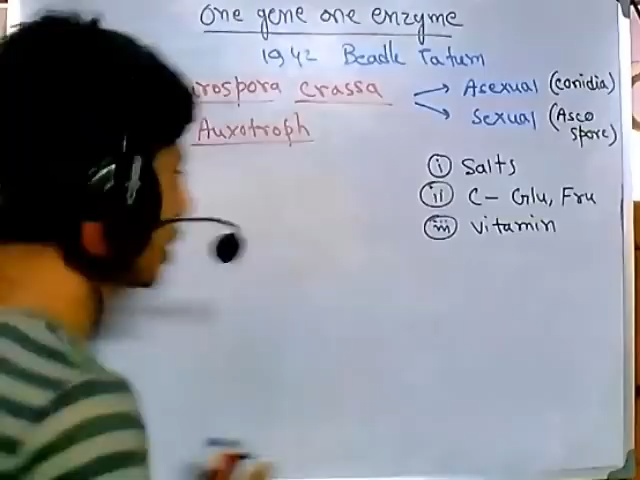 One gene one enzyme
1942 Beadle Tatum
rospora crassa → Asexual (conidia)
→ Sexual (Asco spore)
Auxotroph
(i) Salts
(ii) C- Glu, Fru
(iii) Vitamin